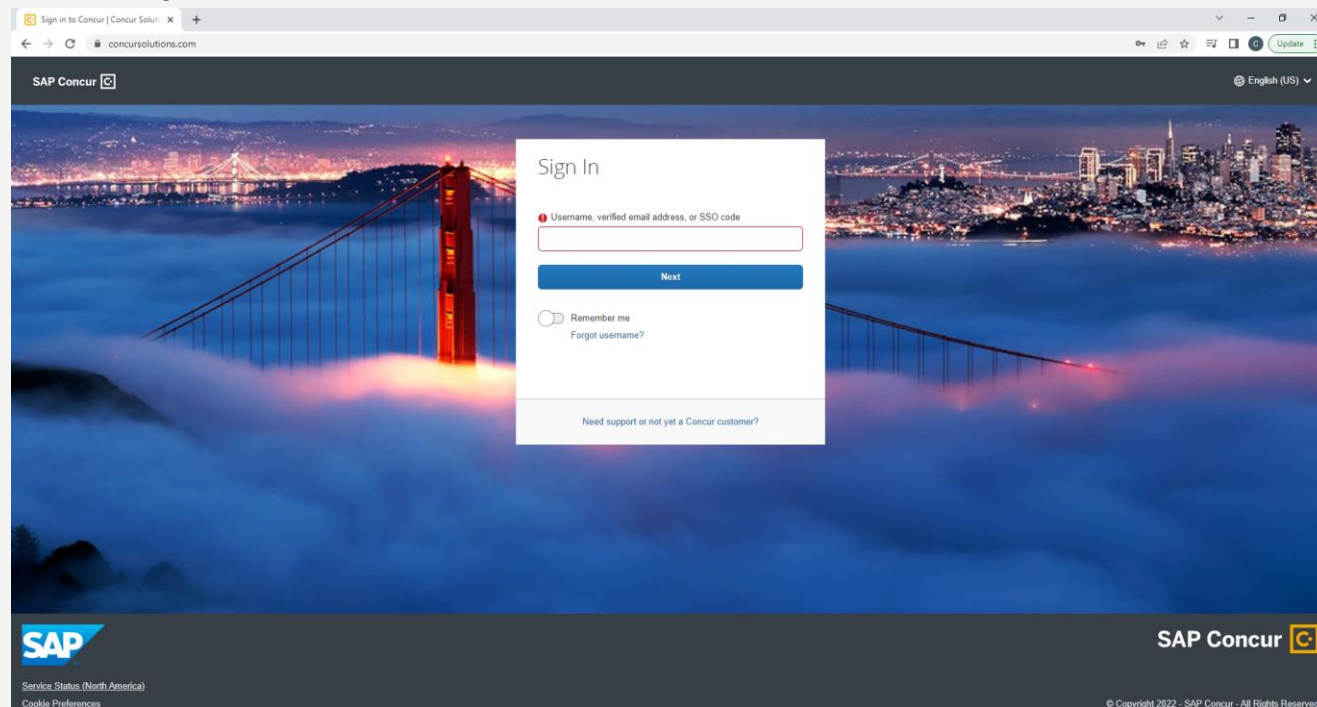 Sign in to Concur | Concur Soluti
concursolutions.com
Update
SAP Concur C
English (US)
Sign In
Username, verified email address, or SSO code
Next
Remember me
Forgot username?
Need support or not yet a Concur customer?
SAP
SAP Concur C
Service Status (North America)
Cookie Preferences
© Copyright 2022 - SAP Concur - All Rights Reserved